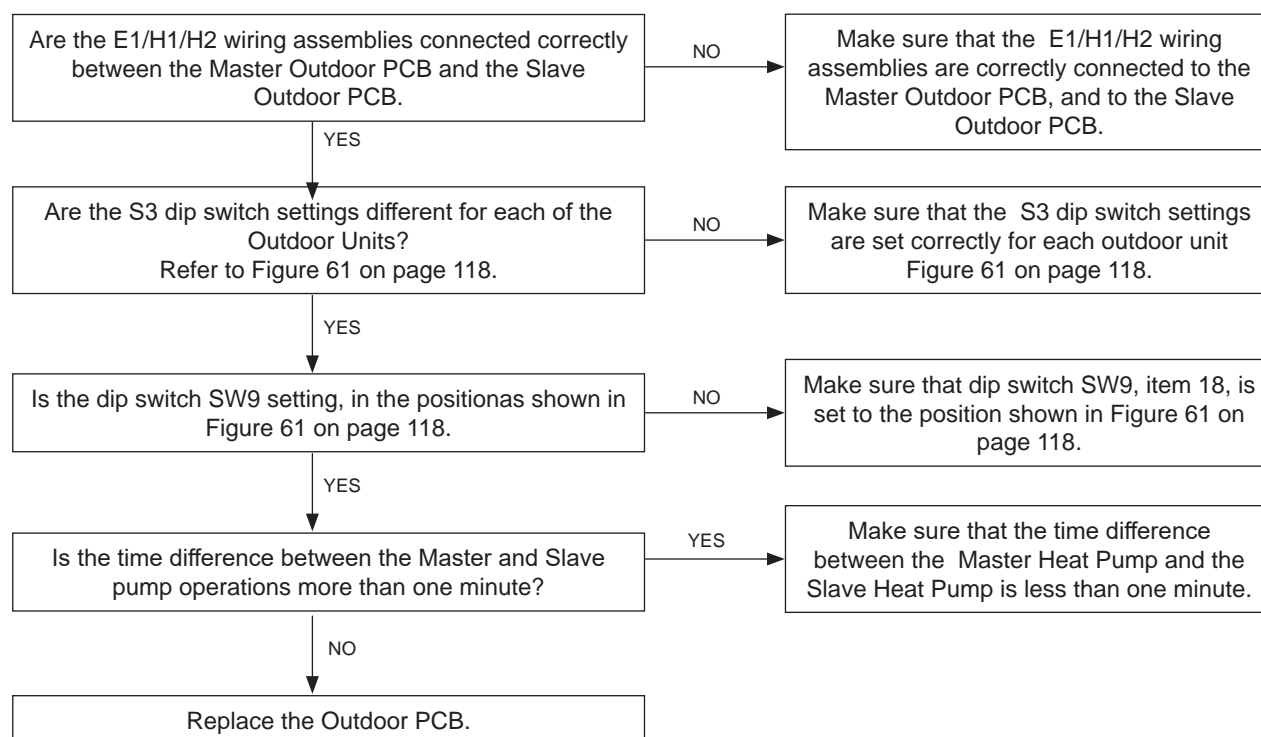 Are the E1/H1/H2 wiring assemblies connected correctly
between the Master Outdoor PCB and the Slave
Outdoor PCB.
NO
Make sure that the E1/H1/H2 wiring
assemblies are correctly connected to the
Master Outdoor PCB, and to the Slave
Outdoor PCB.
YES
Are the S3 dip switch settings different for each of the
Outdoor Units?
Refer to Figure 61 on page 118.
NO
Make sure that the S3 dip switch settings
are set correctly for each outdoor unit
Figure 61 on page 118.
YES
Is the dip switch SW9 setting, in the positionas shown in
Figure 61 on page 118.
NO
Make sure that dip switch SW9, item 18, is
set to the position shown in Figure 61 on
page 118.
YES
Is the time difference between the Master and Slave
pump operations more than one minute?
YES
Make sure that the time difference
between the Master Heat Pump and the
Slave Heat Pump is less than one minute.
NO
Replace the Outdoor PCB.